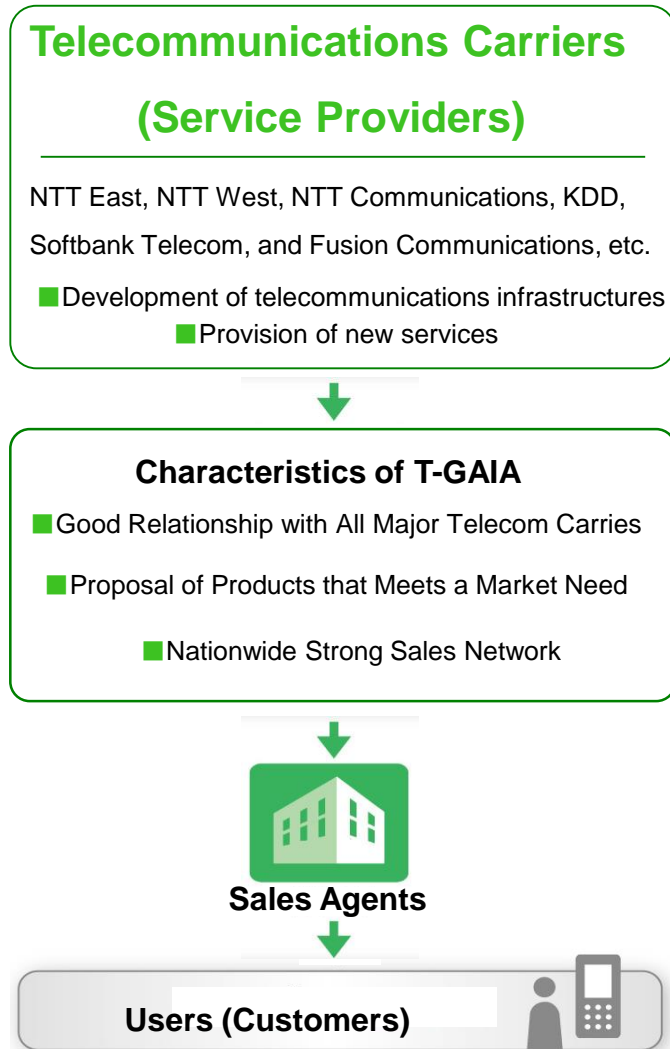 Telecommunications Carriers
(Service Providers)
NTT East, NTT West, NTT Communications, KDD,
Softbank Telecom, and Fusion Communications, etc.
■Development of telecommunications infrastructures
■Provision of new services
Characteristics of T-GAIA
■Good Relationship with All Major Telecom Carries
■Proposal of Products that Meets a Market Need
■Nationwide Strong Sales Network
Sales Agents
Users (Customers)